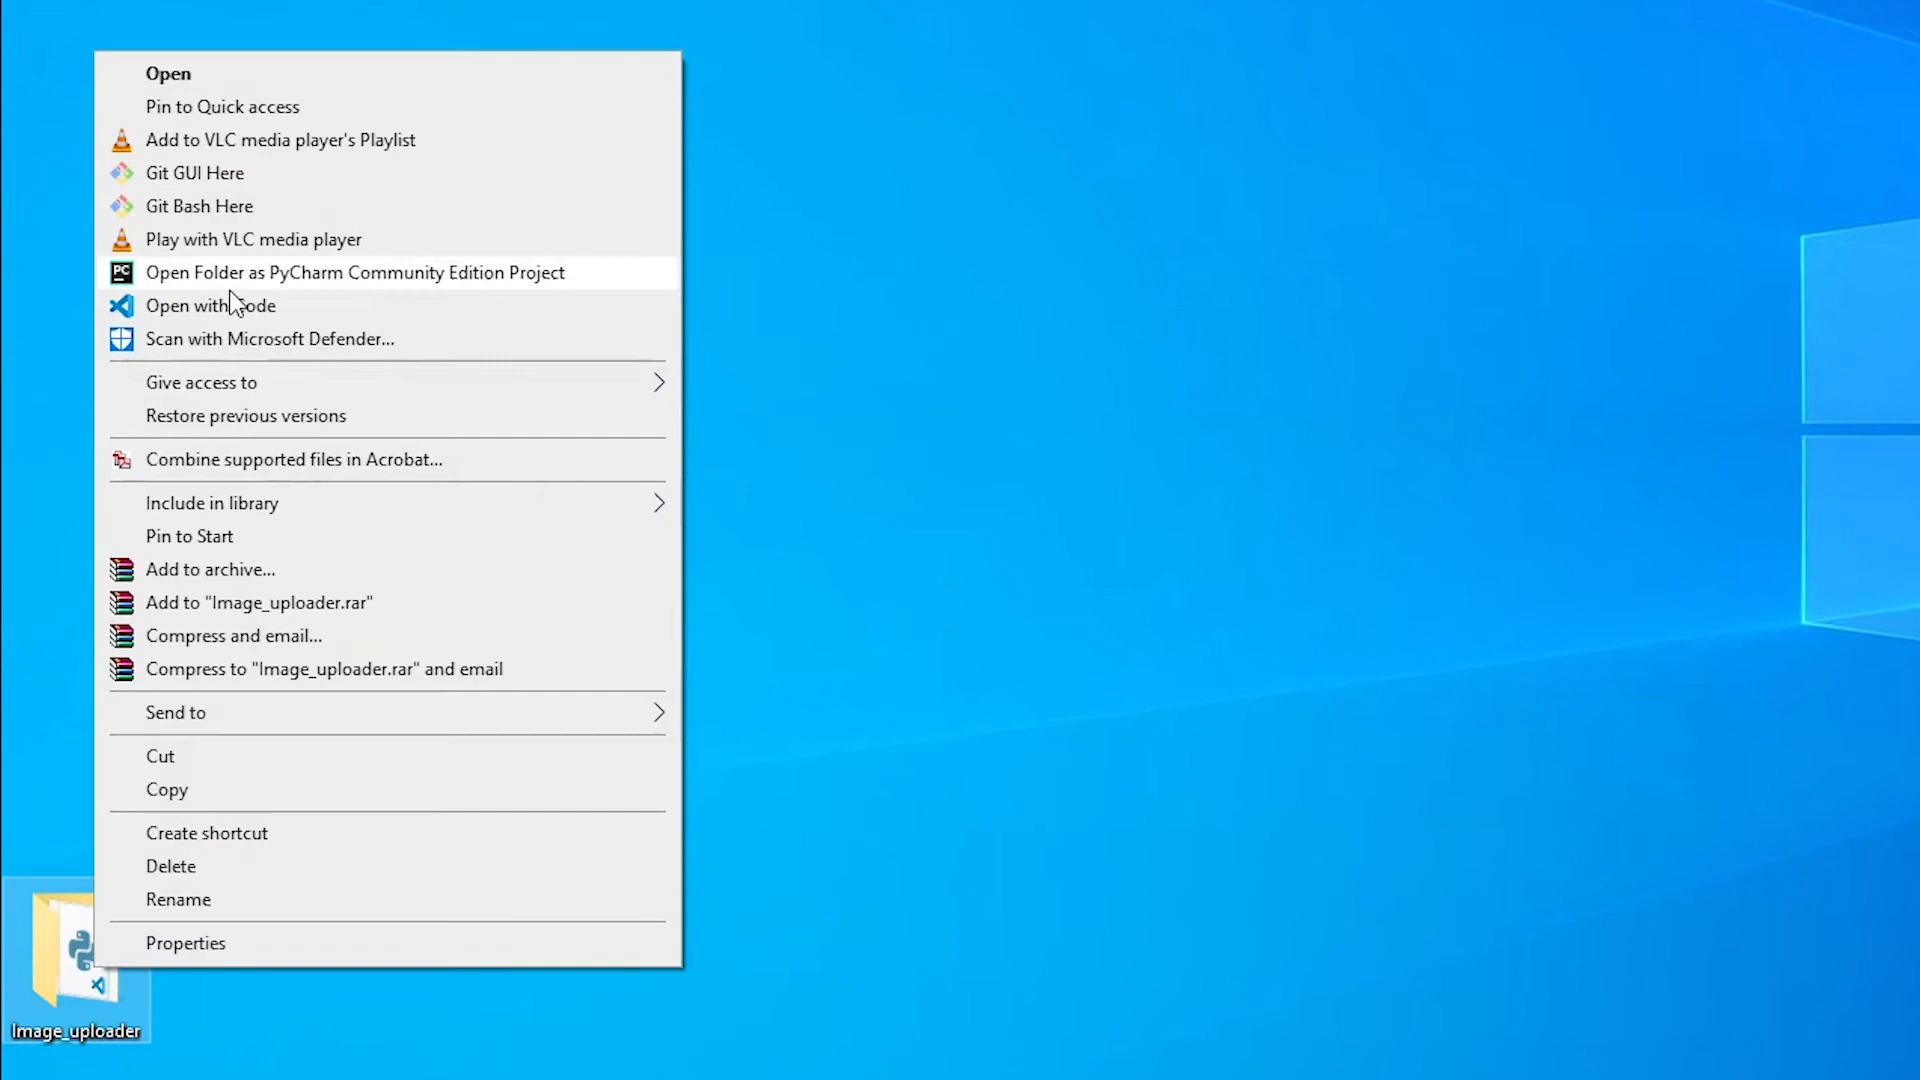 Open
Pin to Quick access
Add to VLC media player's Playlist
Git GUI Here
Git Bash Here
Play with VLC media player
PC
Open Folder as PyCharm Community Edition Project
Open with Code
Scan with Microsoft Defender...
Give access to
Restore previous versions
Combine supported files in Acrobat...
Include in library
Pin to Start
Add to archive...
Add to "Image_uploader.rar"
Compress and email...
Compress to "Image_uploader.rar" and email
Send to
Cut
Copy
Create shortcut
Delete
Rename
Properties
Image_uploader